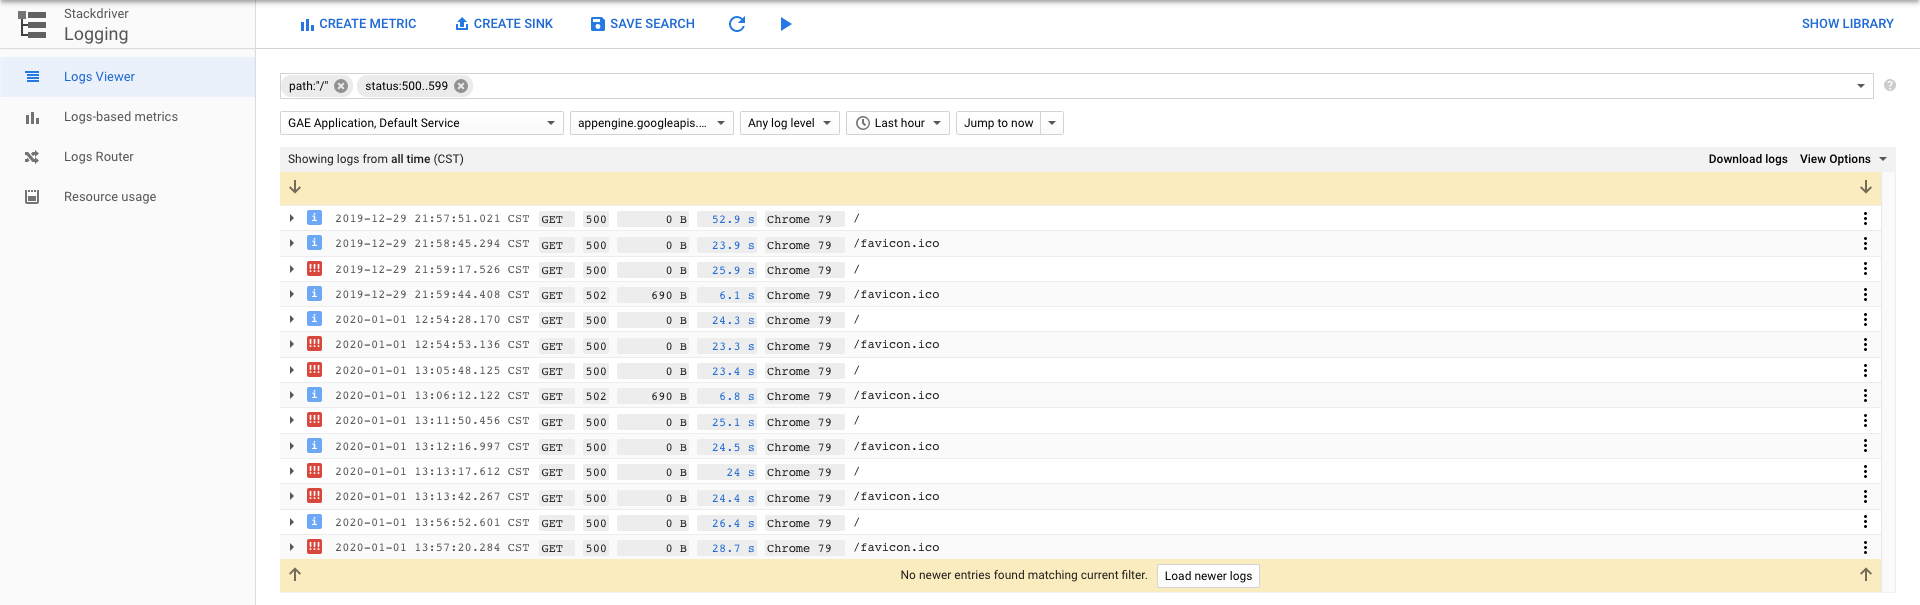 Stackdriver
Logging
CREATE METRIC CREATE SINK SAVE SEARCH SHOW LIBRARY
Logs Viewer
Logs-based metrics
Logs Router
Resource usage
path:"/" status:500..599
GAE Application, Default Service appengine.googleapis.... Any log level Last hour Jump to now
Showing logs from all time (CST) Download logs View Options
i 2019-12-29 21:57:51.021 CST GET 500 0 B 52.9 s Chrome 79 /
i 2019-12-29 21:58:45.294 CST GET 500 0 B 23.9 s Chrome 79 /favicon.ico
!!! 2019-12-29 21:59:17.526 CST GET 500 0 B 25.9 s Chrome 79 /
i 2019-12-29 21:59:44.408 CST GET 502 690 B 6.1 s Chrome 79 /favicon.ico
i 2020-01-01 12:54:28.170 CST GET 500 0 B 24.3 s Chrome 79 /
!!! 2020-01-01 12:54:53.136 CST GET 500 0 B 23.3 s Chrome 79 /favicon.ico
!!! 2020-01-01 13:05:48.125 CST GET 500 0 B 23.4 s Chrome 79 /
i 2020-01-01 13:06:12.122 CST GET 502 690 B 6.8 s Chrome 79 /favicon.ico
!!! 2020-01-01 13:11:50.456 CST GET 500 0 B 25.1 s Chrome 79 /
i 2020-01-01 13:12:16.997 CST GET 500 0 B 24.5 s Chrome 79 /favicon.ico
!!! 2020-01-01 13:13:17.612 CST GET 500 0 B 24 s Chrome 79 /
!!! 2020-01-01 13:13:42.267 CST GET 500 0 B 24.4 s Chrome 79 /favicon.ico
i 2020-01-01 13:56:52.601 CST GET 500 0 B 26.4 s Chrome 79 /
!!! 2020-01-01 13:57:20.284 CST GET 500 0 B 28.7 s Chrome 79 /favicon.ico
No newer entries found matching current filter. Load newer logs